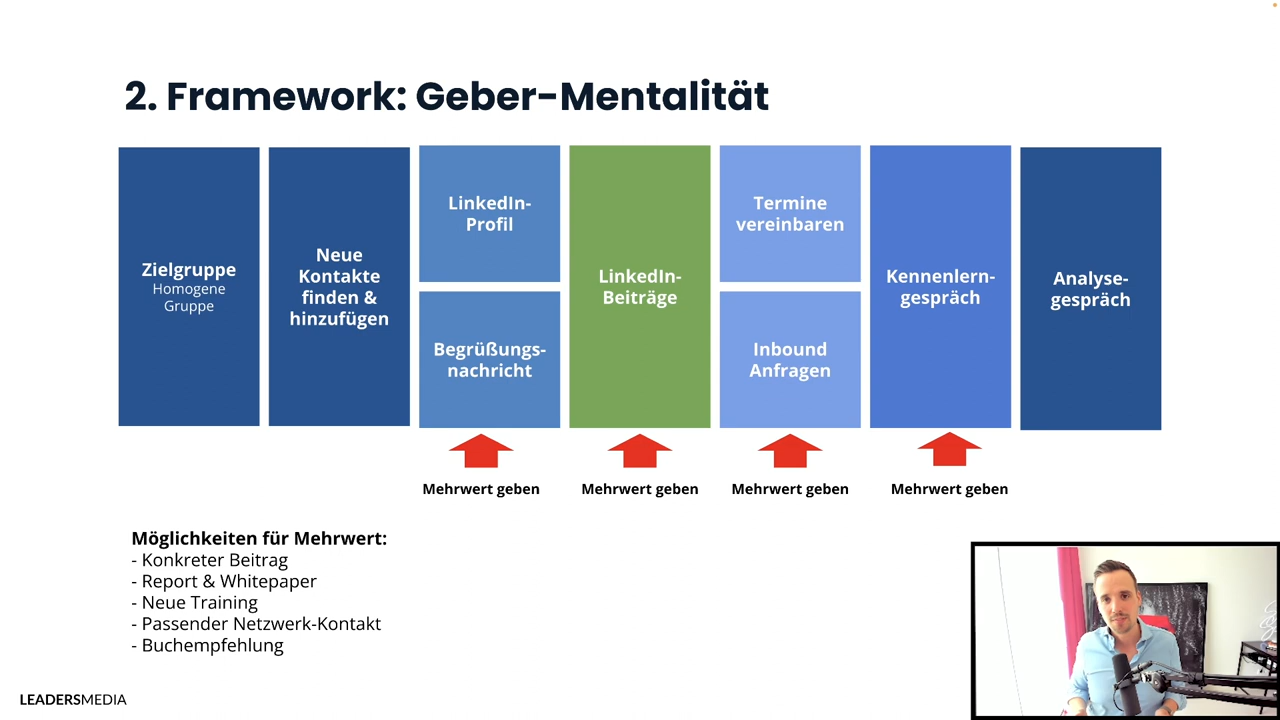 2. Framework: Geber-Mentalität
Zielgruppe
Homogene
Gruppe
Neue
Kontakte
finden &
hinzufügen
LinkedIn-
Profil
Begrüßungs-
nachricht
LinkedIn-
Beiträge
Termine
vereinbaren
Inbound
Anfragen
Kennenlern-
gespräch
Analyse-
gespräch
Mehrwert geben
Mehrwert geben
Mehrwert geben
Mehrwert geben
Möglichkeiten für Mehrwert:
- Konkreter Beitrag
- Report & Whitepaper
- Neue Training
- Passender Netzwerk-Kontakt
- Buchempfehlung
LEADERSMEDIA